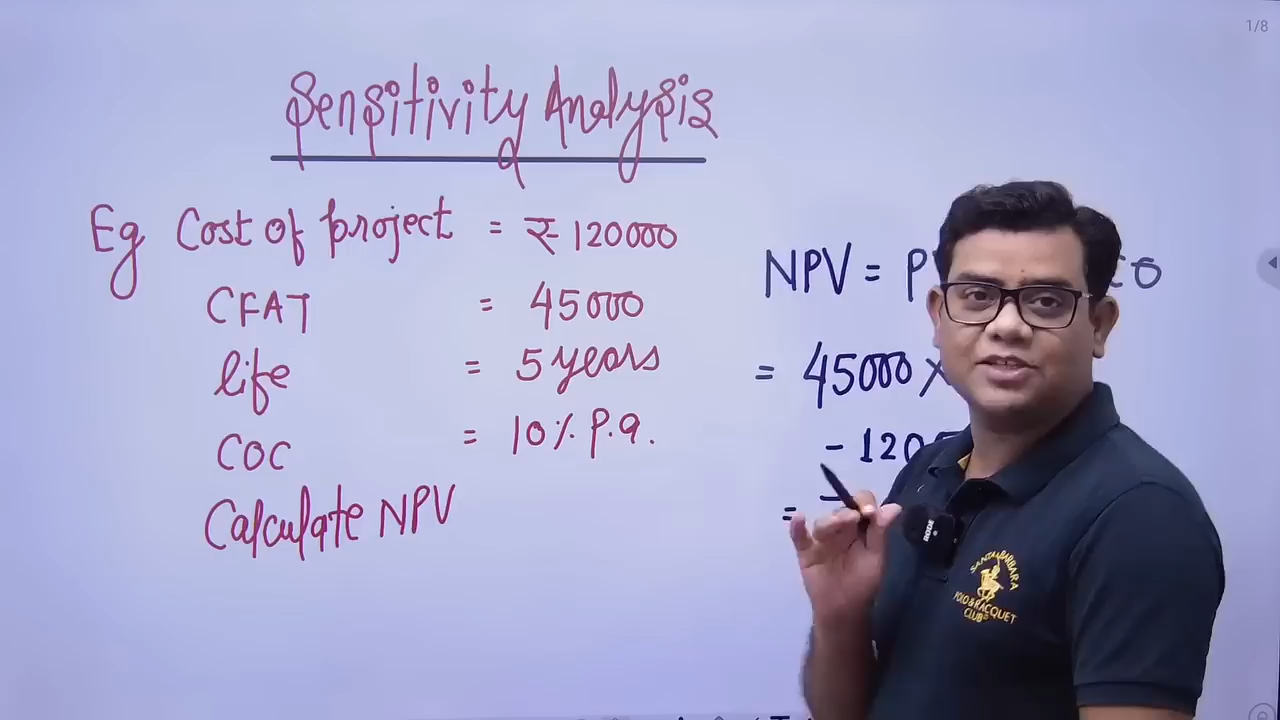 1/8
Sensitivity Analysis
Eg Cost of project = ₹ 120000
CFAT = 45000
life = 5 years
COC = 10% p.a.
Calculate NPV
NPV = P
= 45000 ×
- 120
=
RODE
SANTA BARBARA
POLO & RACQUET
CLUB